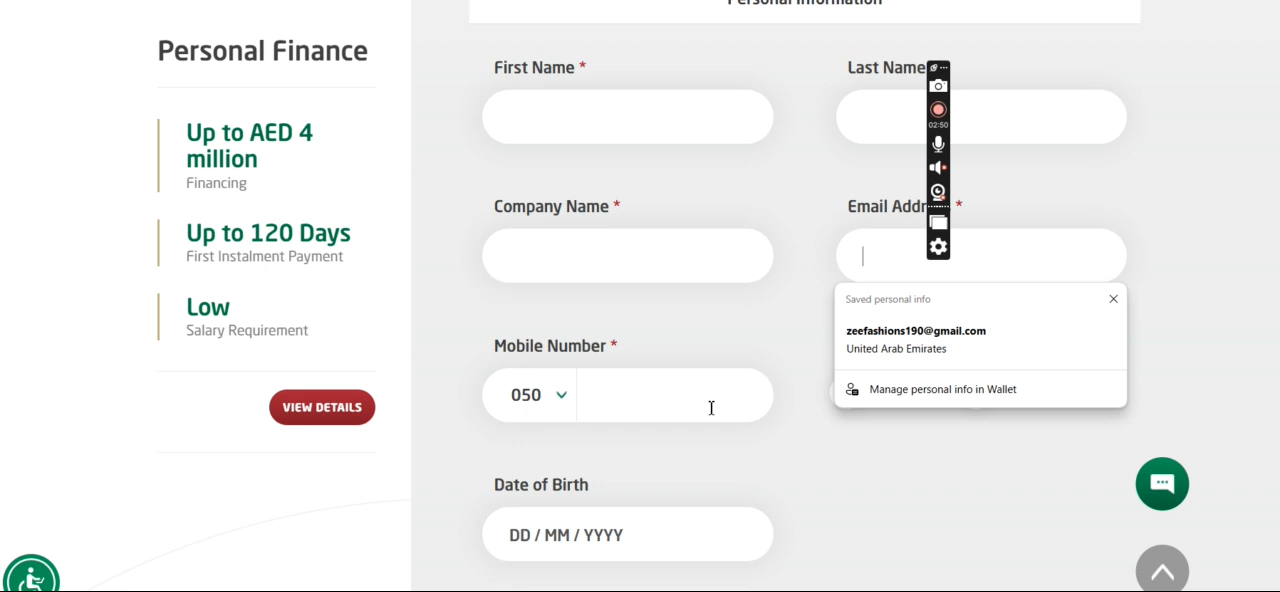 Personal Information
Personal Finance
Up to AED 4
million
Financing
Up to 120 Days
First Instalment Payment
Low
Salary Requirement
VIEW DETAILS
First Name *
Last Name
Company Name *
Email Addr *
Mobile Number *
050
Date of Birth
DD / MM / YYYY
02:50
Saved personal info
zeefashions190@gmail.com
United Arab Emirates
Manage personal info in Wallet